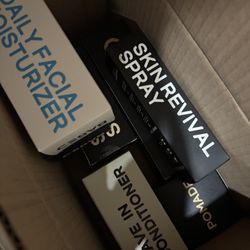 DAILY FACIAL
MOISTURIZER
SKIN REVIVAL
SPRAY
LEAVE IN
CONDITIONER
POMADE